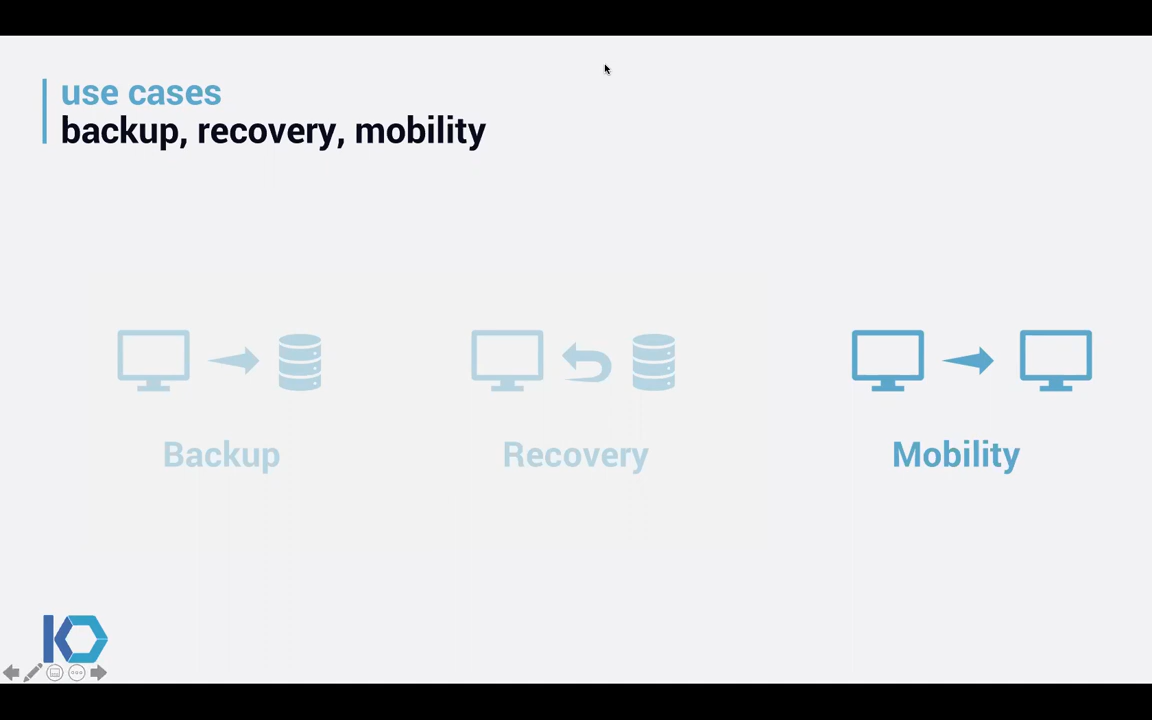 use cases
backup, recovery, mobility
Backup
Recovery
Mobility